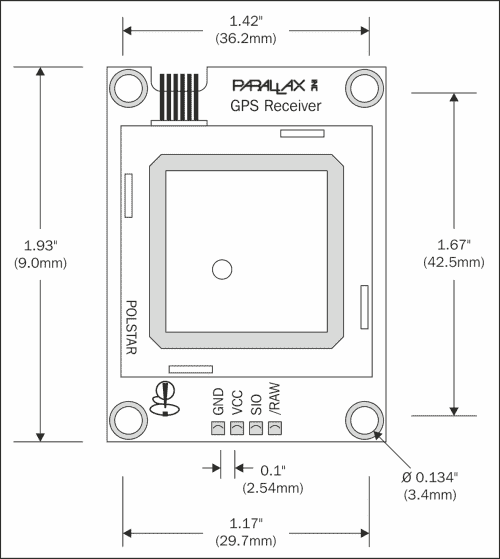 1.42"
(36.2mm)
PARALLAX INC
GPS Receiver
1.93"
(9.0mm)
1.67"
(42.5mm)
POLSTAR
GND
VCC
SIO
/RAW
0.1"
(2.54mm)
Ø 0.134"
(3.4mm)
1.17"
(29.7mm)